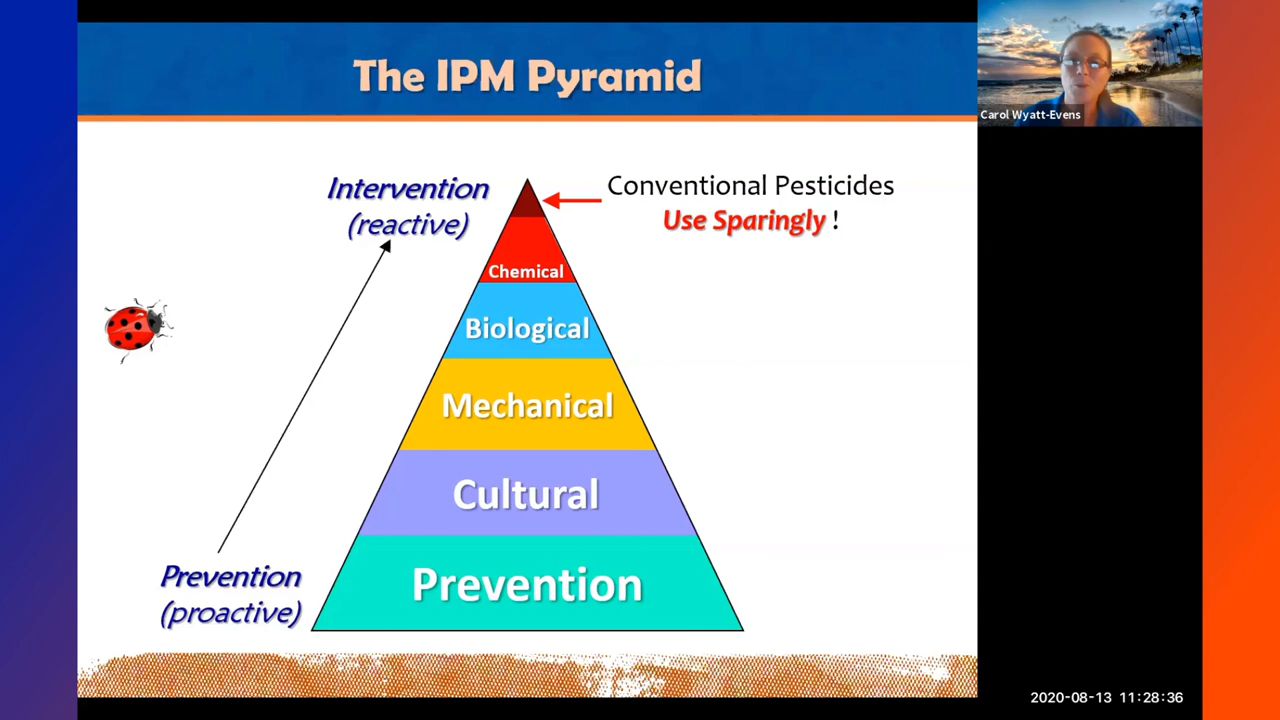 The IPM Pyramid
Carol Wyatt-Evens
Intervention
(reactive)
Conventional Pesticides
Use Sparingly !
Chemical
Biological
Mechanical
Cultural
Prevention
Prevention
(proactive)
2020-08-13 11:28:36